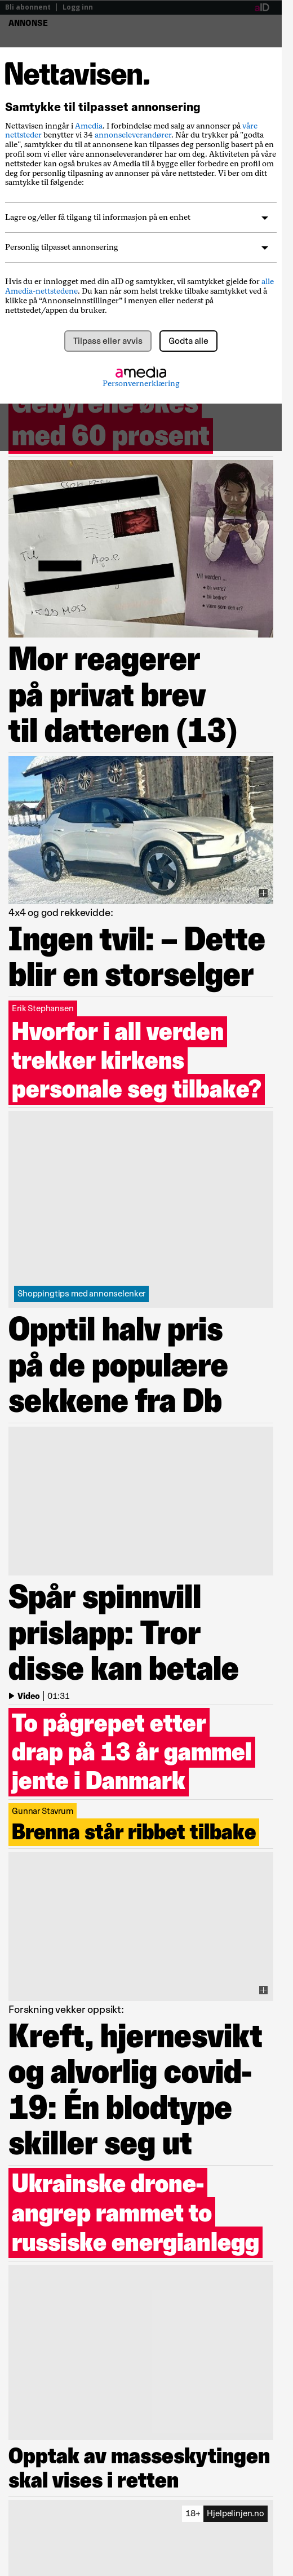 Bli abonnent | Logg inn aID
ANNONSE
Nettavisen.
Samtykke til tilpasset annonsering
Nettavisen inngår i Amedia. I forbindelse med salg av annonser på våre
nettsteder benytter vi 34 annonseleverandører. Når du trykker på "godta
alle", samtykker du til at annonsene kan tilpasses deg personlig basert på en
profil som vi eller våre annonseleverandører har om deg. Aktiviteten på våre
nettsteder kan også brukes av Amedia til å bygge eller forbedre en profil om
deg for personlig tilpasning av annonser på våre nettsteder. Vi ber om ditt
samtykke til følgende:
Lagre og/eller få tilgang til informasjon på en enhet
Personlig tilpasset annonsering
Hvis du er innlogget med din aID og samtykker, vil samtykket gjelde for alle
Amedia-nettstedene. Du kan når som helst trekke tilbake samtykket ved å
klikke på “Annonseinnstillinger” i menyen eller nederst på
nettstedet/appen du bruker.
Tilpass eller avvis
Godta alle
amedia
Personvernerklæring
Gebyrene økes
med 60 prosent
Til
1525 MOSS
Vil verden ...
bli bedre?
Mor reagerer
på privat brev
til datteren (13)
4x4 og god rekkevidde:
Ingen tvil: – Dette
blir en storselger
Erik Stephansen
Hvorfor i all verden
trekker kirkens
personale seg tilbake?
Shoppingtips med annonselenker
Opptil halv pris
på de populære
sekkene fra Db
Spår spinnvill
prislapp: Tror
disse kan betale
Video | 01:31
To pågrepet etter
drap på 13 år gammel
jente i Danmark
Gunnar Stavrum
Brenna står ribbet tilbake
Forskning vekker oppsikt:
Kreft, hjernesvikt
og alvorlig covid-
19: Én blodtype
skiller seg ut
Ukrainske drone-
angrep rammet to
russiske energianlegg
Opptak av masseskytingen
skal vises i retten
18+ Hjelpelinjen.no